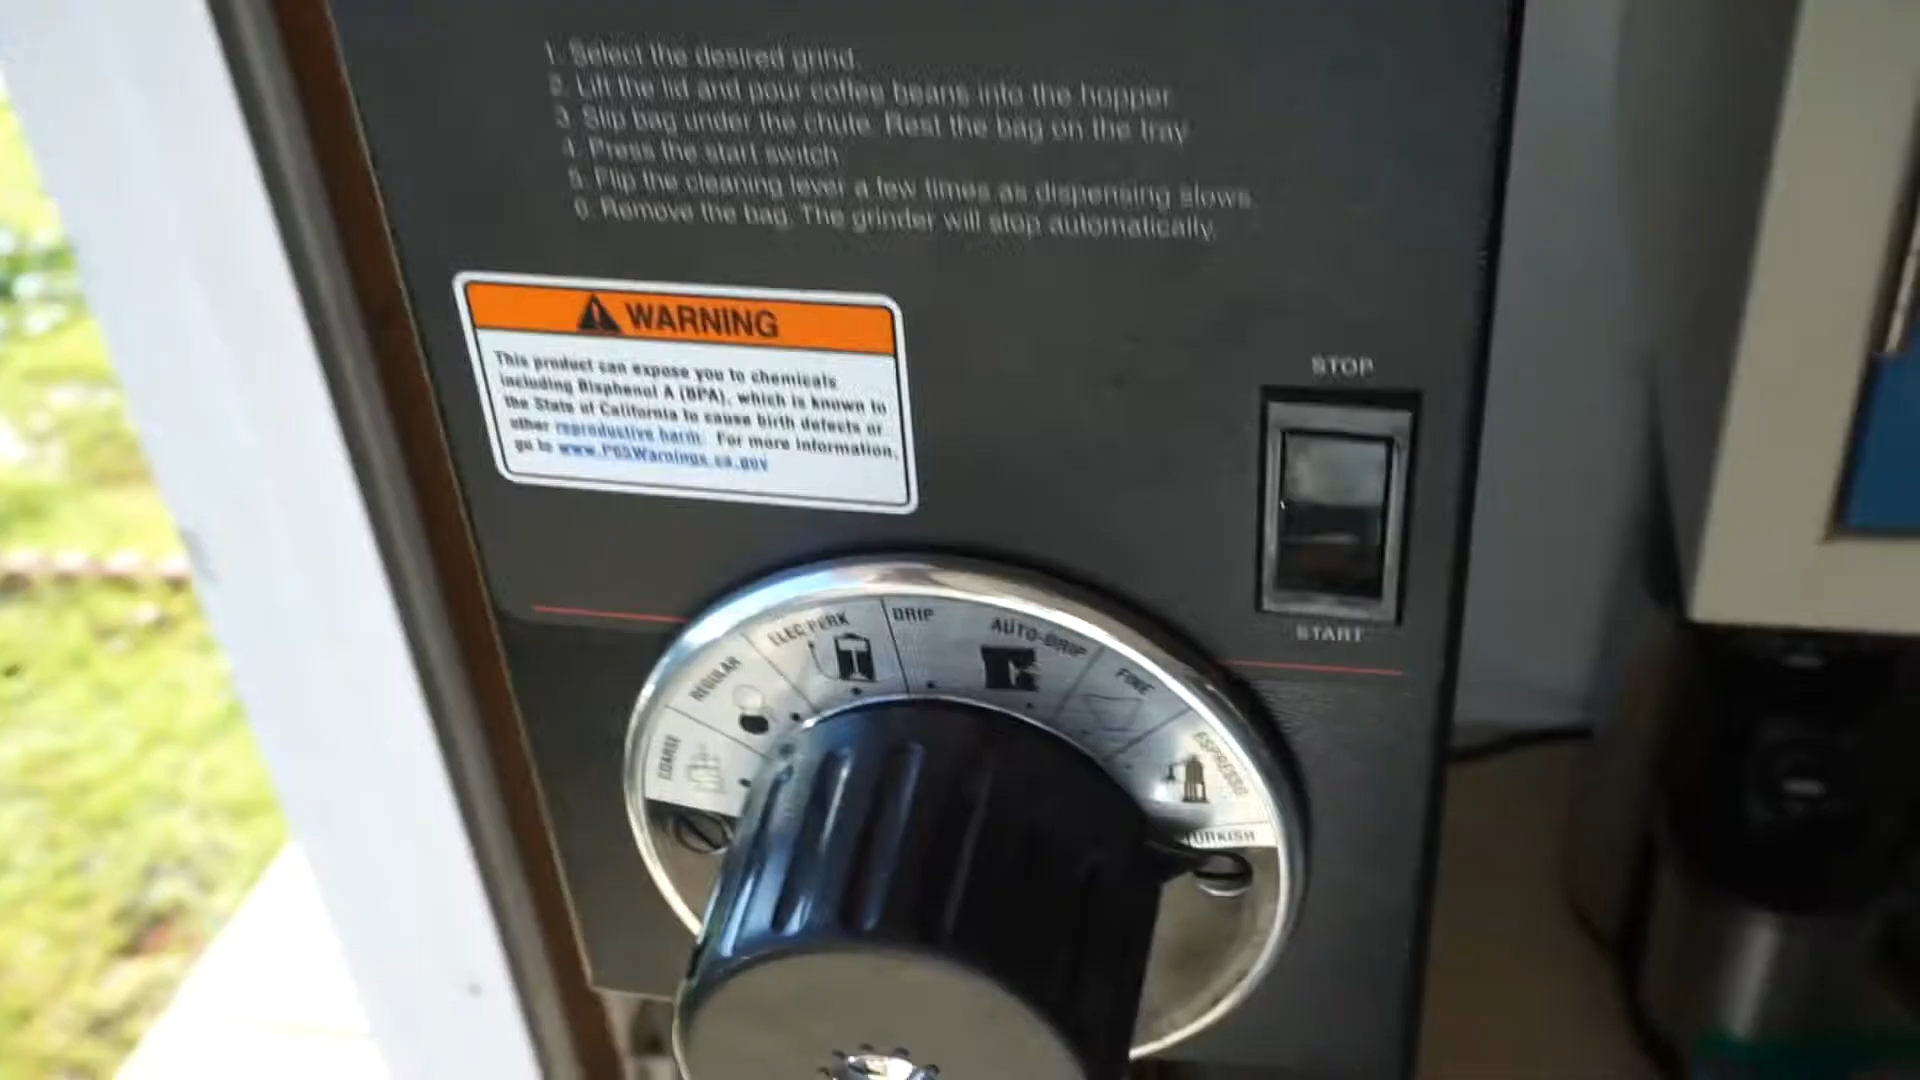 1. Select the desired grind.
2. Lift the lid and pour coffee beans into the hopper.
3. Slip bag under the chute. Rest the bag on the tray.
4. Press the start switch.
5. Flip the cleaning lever a few times as dispensing slows.
6. Remove the bag. The grinder will stop automatically.
WARNING
This product can expose you to chemicals
including Bisphenol A (BPA), which is known to
the State of California to cause birth defects or
other reproductive harm. For more information,
go to www.P65Warnings.ca.gov
STOP
START
COARSE
REGULAR
ELEC PERK
DRIP
AUTO-DRIP
FINE
ESPRESSO
TURKISH